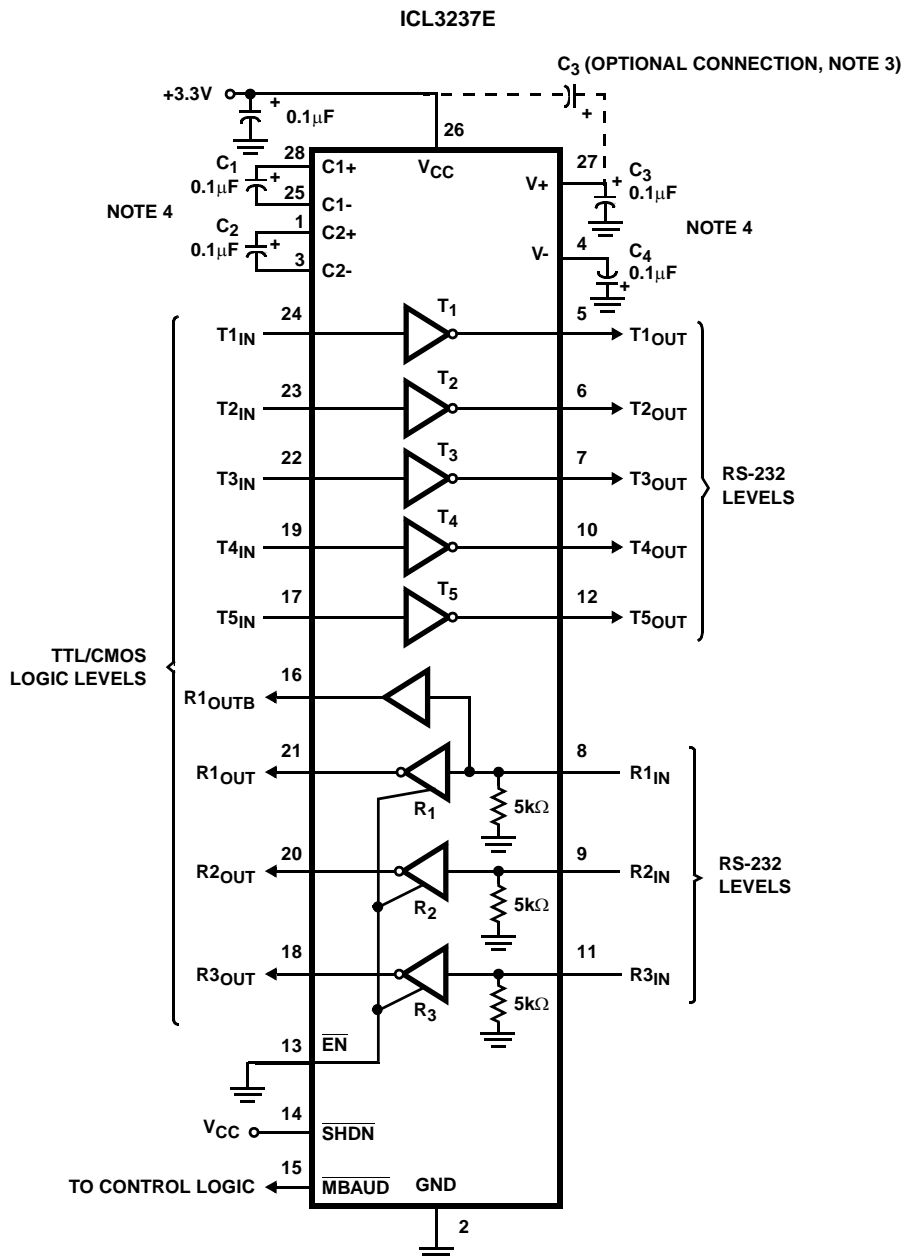 ICL3237E
C3 (OPTIONAL CONNECTION, NOTE 3)
+3.3V
+
0.1μF
+
26
28
C1
0.1μF
+
C1+
VCC
27
V+
+
C3
0.1μF
25
C1-
NOTE 4
1
C2
0.1μF
+
C2+
NOTE 4
3
C2-
4
V-
C4
0.1μF
+
24
T1
5
T1IN
T1OUT
23
T2
6
T2IN
T2OUT
22
T3
7
T3IN
T3OUT
RS-232
LEVELS
19
T4
10
T4IN
T4OUT
17
T5
12
T5IN
T5OUT
TTL/CMOS
LOGIC LEVELS
16
R1OUTB
21
8
R1OUT
R1IN
R1
5kΩ
20
9
R2OUT
R2IN
RS-232
LEVELS
R2
5kΩ
18
11
R3OUT
R3IN
R3
5kΩ
13
EN
14
VCC
SHDN
15
TO CONTROL LOGIC
MBAUD
GND
2